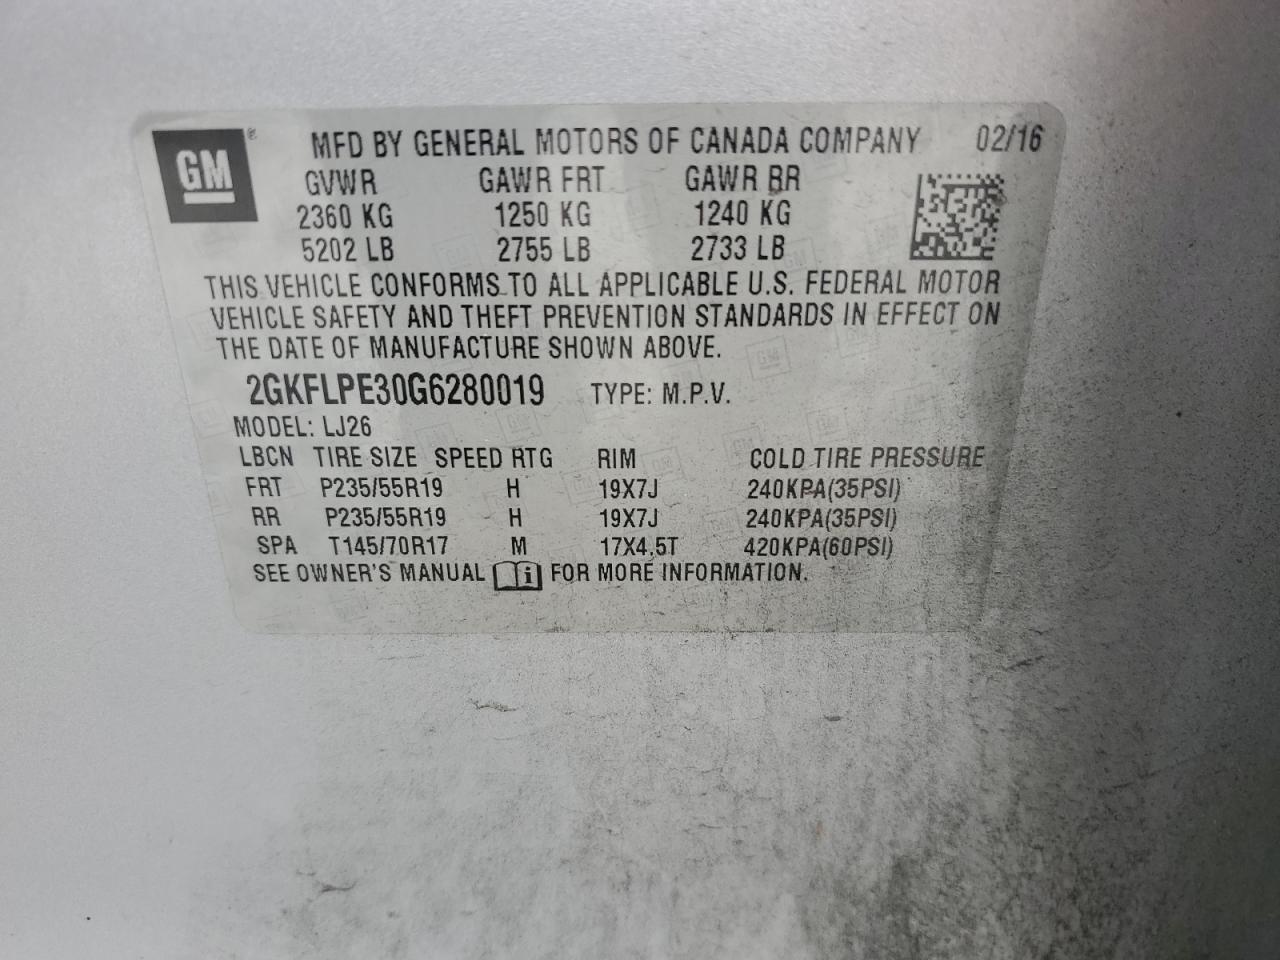 GM ® MFD BY GENERAL MOTORS OF CANADA COMPANY 02/16
GVWR GAWR FRT GAWR RR
2360 KG 1250 KG 1240 KG
5202 LB 2755 LB 2733 LB
THIS VEHICLE CONFORMS TO ALL APPLICABLE U.S. FEDERAL MOTOR
VEHICLE SAFETY AND THEFT PREVENTION STANDARDS IN EFFECT ON
THE DATE OF MANUFACTURE SHOWN ABOVE.
2GKFLPE30G6280019 TYPE: M.P.V.
MODEL: LJ26
LBCN TIRE SIZE SPEED RTG RIM COLD TIRE PRESSURE
FRT P235/55R19 H 19X7J 240KPA(35PSI)
RR P235/55R19 H 19X7J 240KPA(35PSI)
SPA T145/70R17 M 17X4.5T 420KPA(60PSI)
SEE OWNER'S MANUAL i FOR MORE INFORMATION.